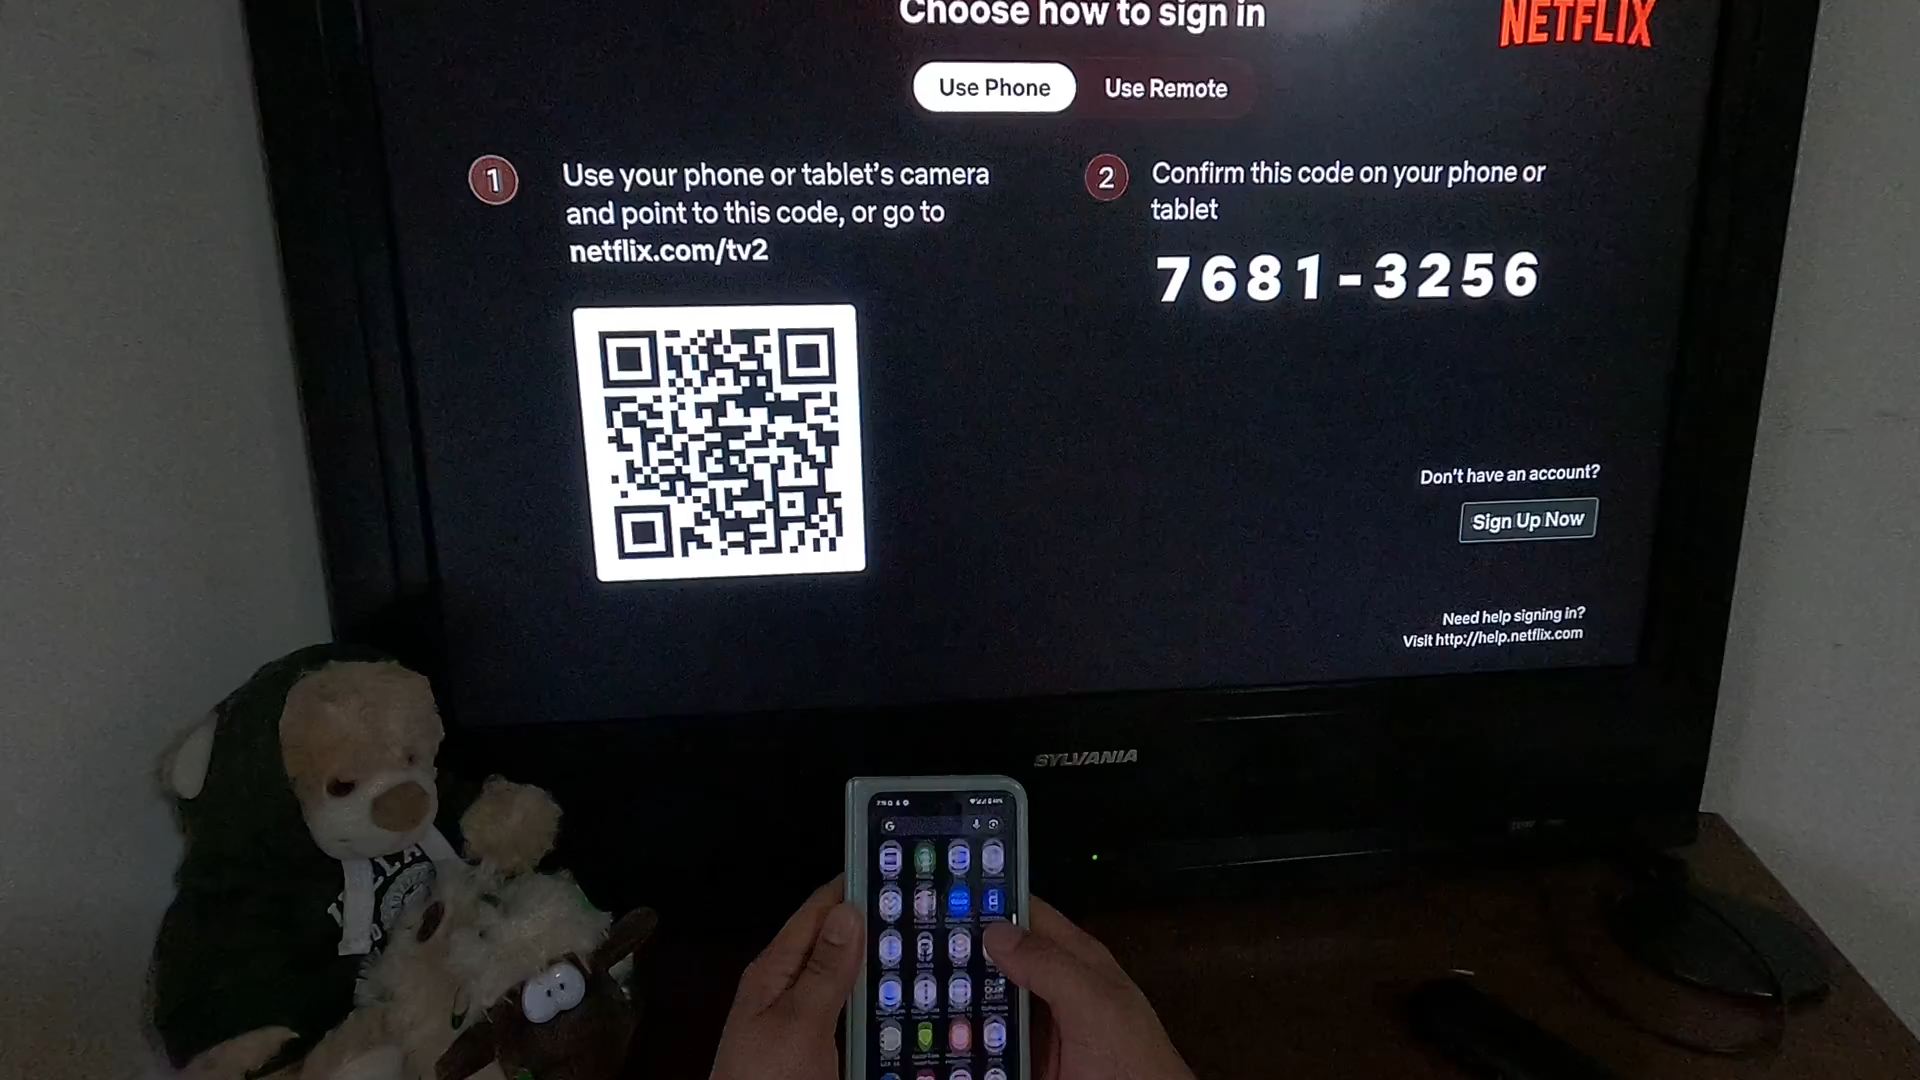 Choose how to sign in
NETFLIX
Use Phone
Use Remote
1
Use your phone or tablet's camera
and point to this code, or go to
netflix.com/tv2
2
Confirm this code on your phone or
tablet
7681-3256
Don't have an account?
Sign Up Now
Need help signing in?
Visit http://help.netflix.com
SYLVANIA